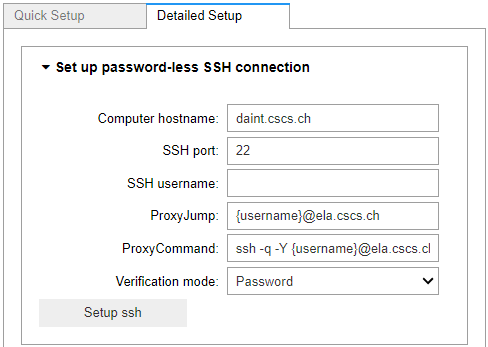 Quick Setup Detailed Setup
Set up password-less SSH connection
Computer hostname: daint.cscs.ch
SSH port: 22
SSH username:
ProxyJump: {username}@ela.cscs.ch
ProxyCommand: ssh -q -Y {username}@ela.cscs.cl
Verification mode: Password
Setup ssh